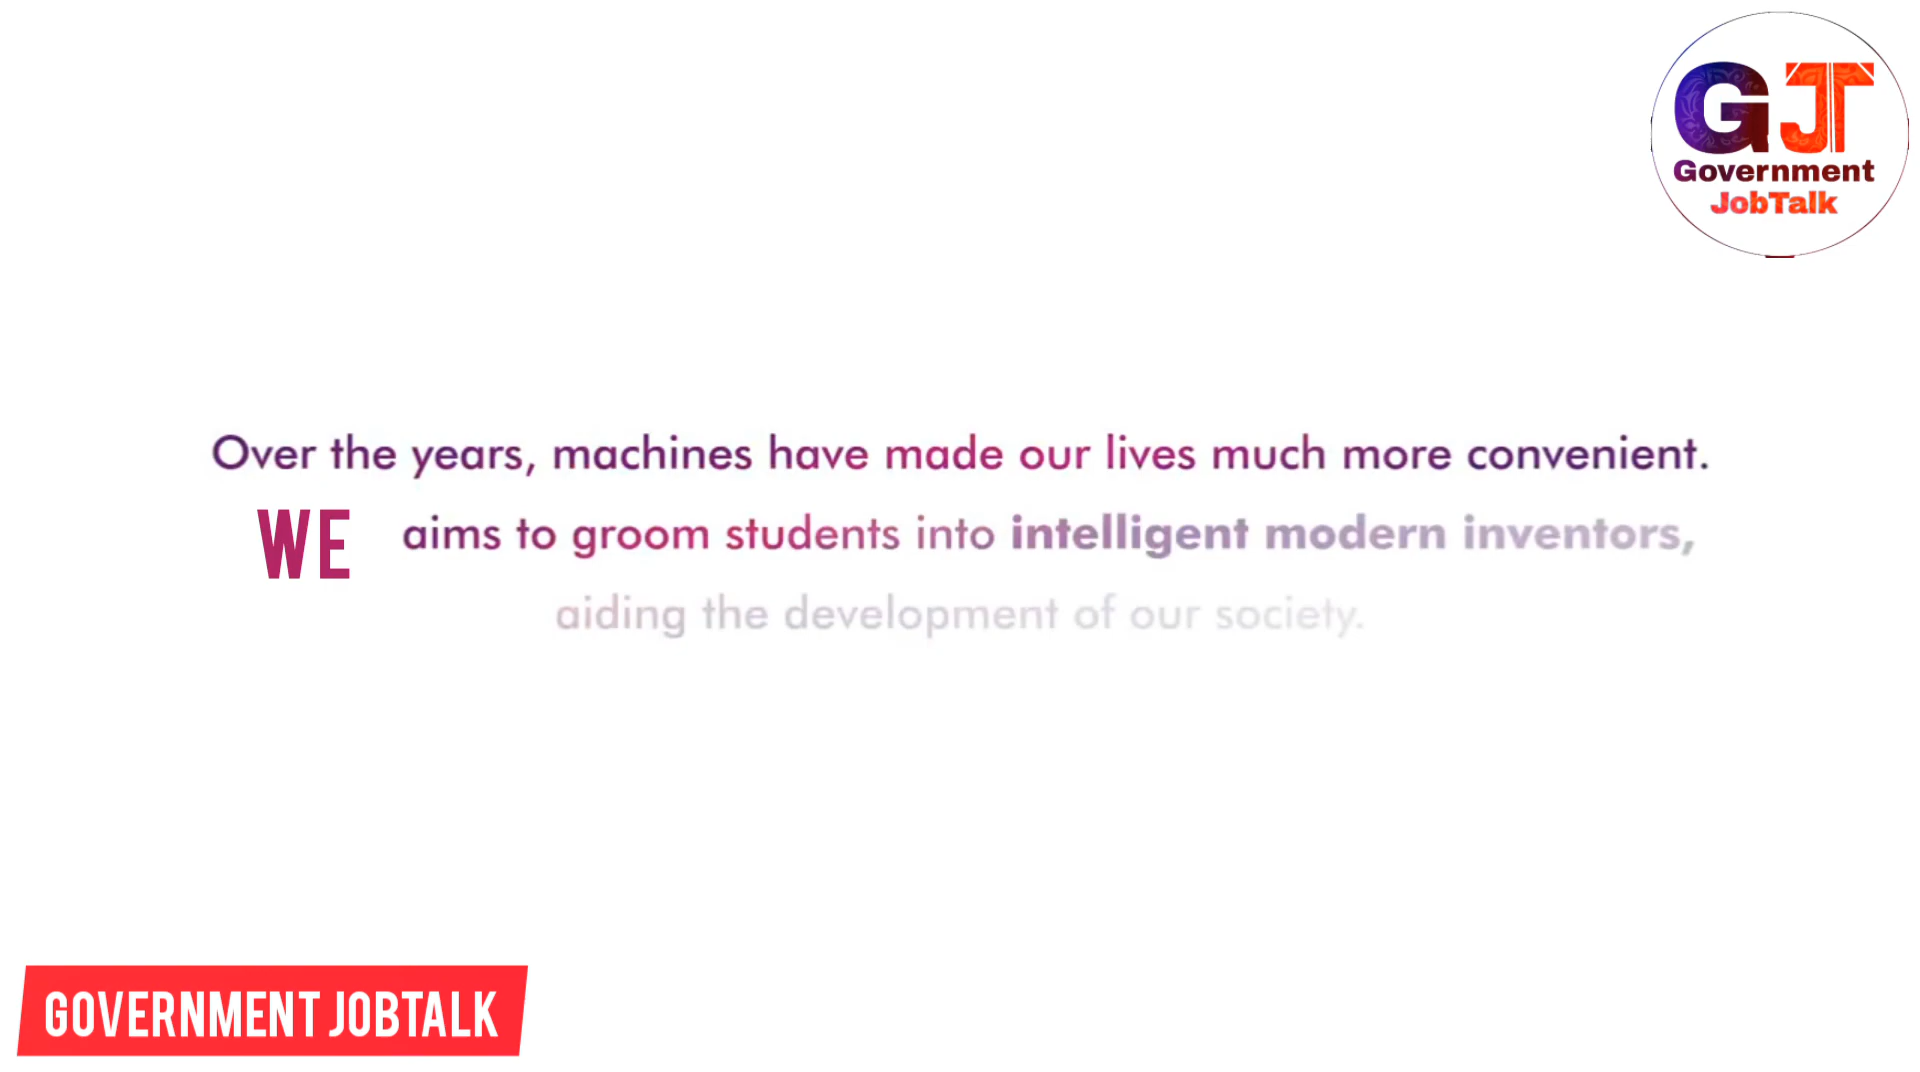 GJT
Government
JobTalk
Over the years, machines have made our lives much more convenient.
WE aims to groom students into intelligent modern inventors,
aiding the development of our society.
GOVERNMENT JOBTALK